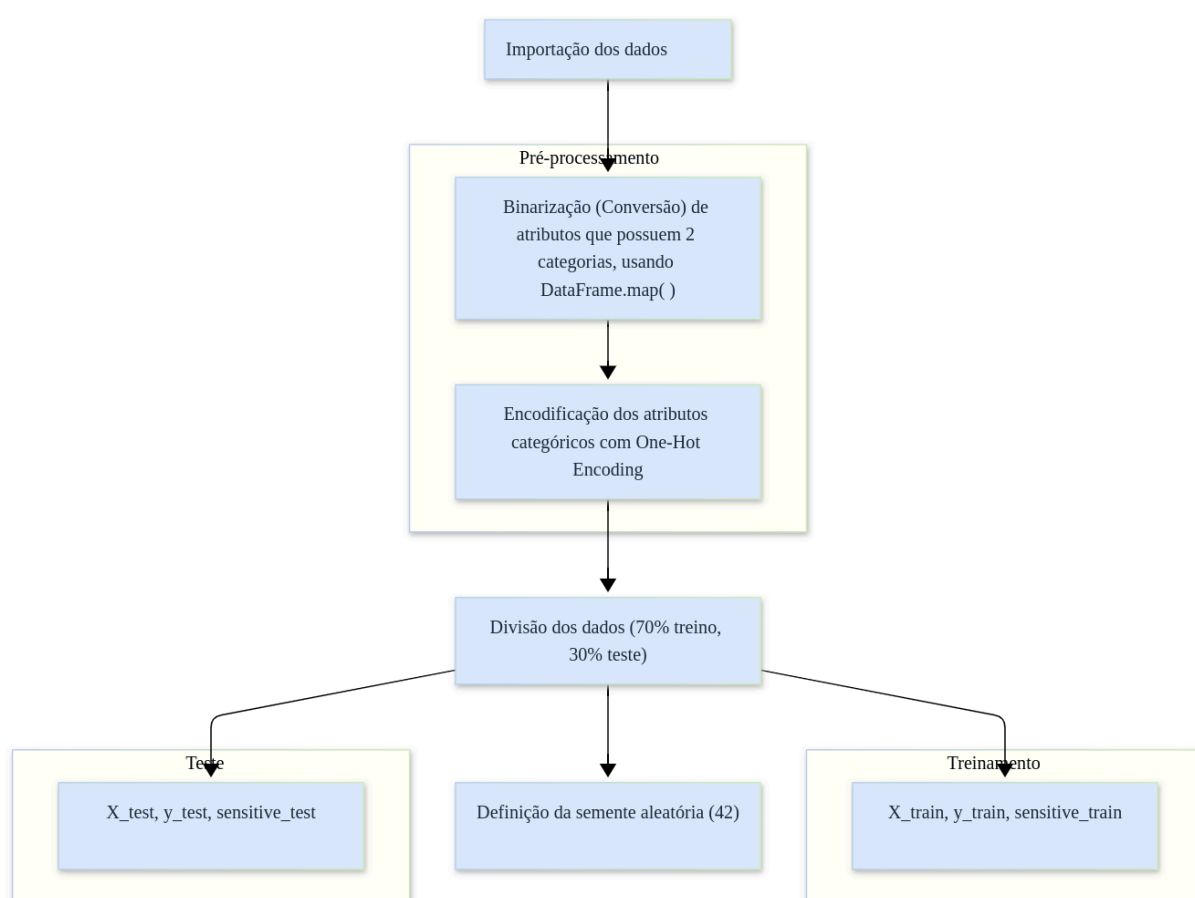 Importação dos dados
Pré-processamento
Binarização (Conversão) de
atributos que possuem 2
categorias, usando
DataFrame.map( )
Encodificação dos atributos
categóricos com One-Hot
Encoding
Divisão dos dados (70% treino,
30% teste)
Teste
X_test, y_test, sensitive_test
Definição da semente aleatória (42)
Treinamento
X_train, y_train, sensitive_train